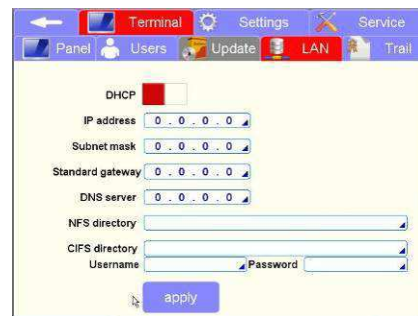 Terminal Settings Service
Panel Users Update LAN Trail
DHCP
IP address 0 . 0 . 0 . 0
Subnet mask 0 . 0 . 0 . 0
Standard gateway 0 . 0 . 0 . 0
DNS server 0 . 0 . 0 . 0
NFS directory
CIFS directory
Username Password
apply